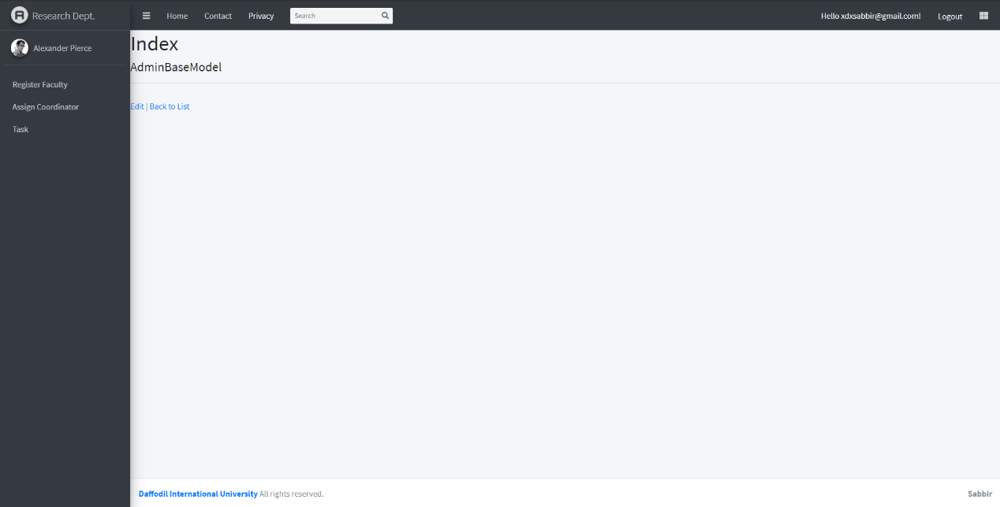 Research Dept.
Home Contact Privacy Search Hello xdxsabbir@gmail.com! Logout
Alexander Pierce
Register Faculty
Assign Coordinator
Task
Index
AdminBaseModel
Edit | Back to List
Daffodil International University All rights reserved. Sabbir